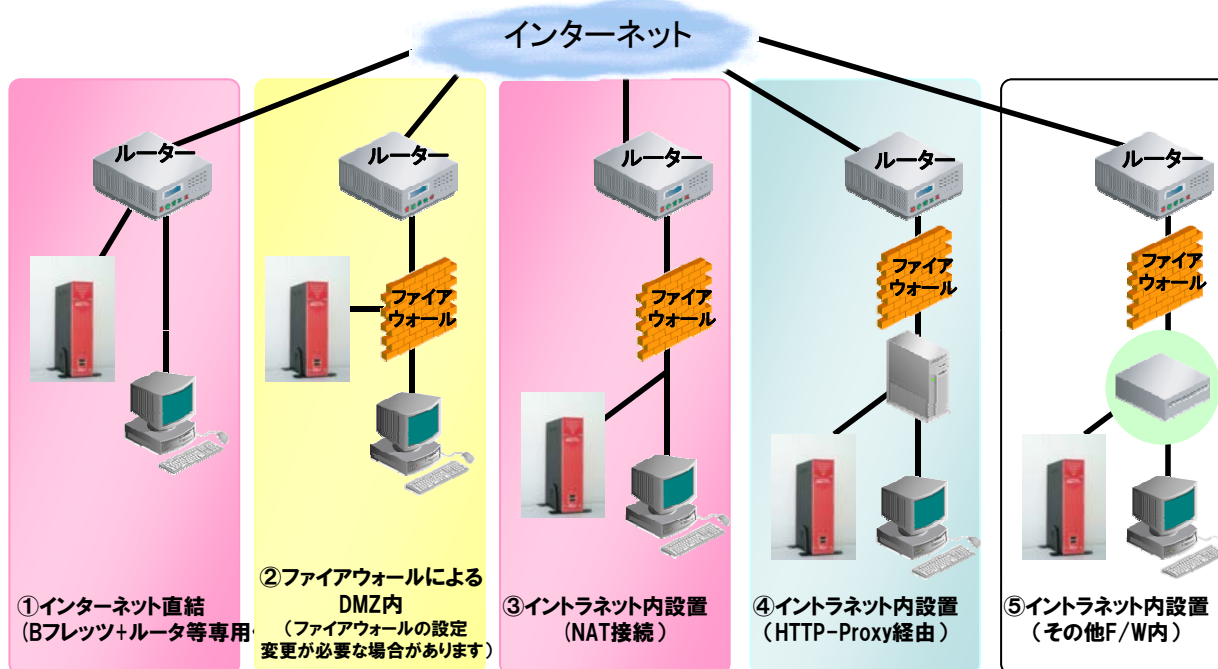 インターネット
ルーター
ルーター
ルーター
ルーター
ルーター
ファイア
ウォール
ファイア
ウォール
ファイア
ウォール
ファイア
ウォール
①インターネット直結
(Bフレッツ+ルータ等専用
②ファイアウォールによる
DMZ内
(ファイアウォールの設定
変更が必要な場合があります)
③イントラネット内設置
(NAT接続)
④イントラネット内設置
(HTTP-Proxy経由)
⑤イントラネット内設置
(その他F/W内)